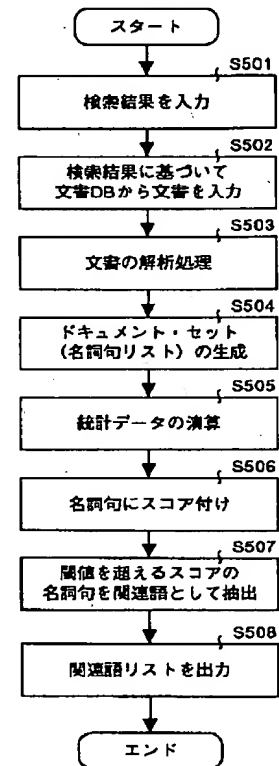 スタート
S501
検索結果を入力
S502
検索結果に基づいて
文書DBから文書を入力
S503
文書の解析処理
S504
ドキュメント・セット
(名詞句リスト)の生成
S505
統計データの演算
S506
名詞句にスコア付け
S507
閾値を超えるスコアの
名詞句を関連語として抽出
S508
関連語リストを出力
エンド